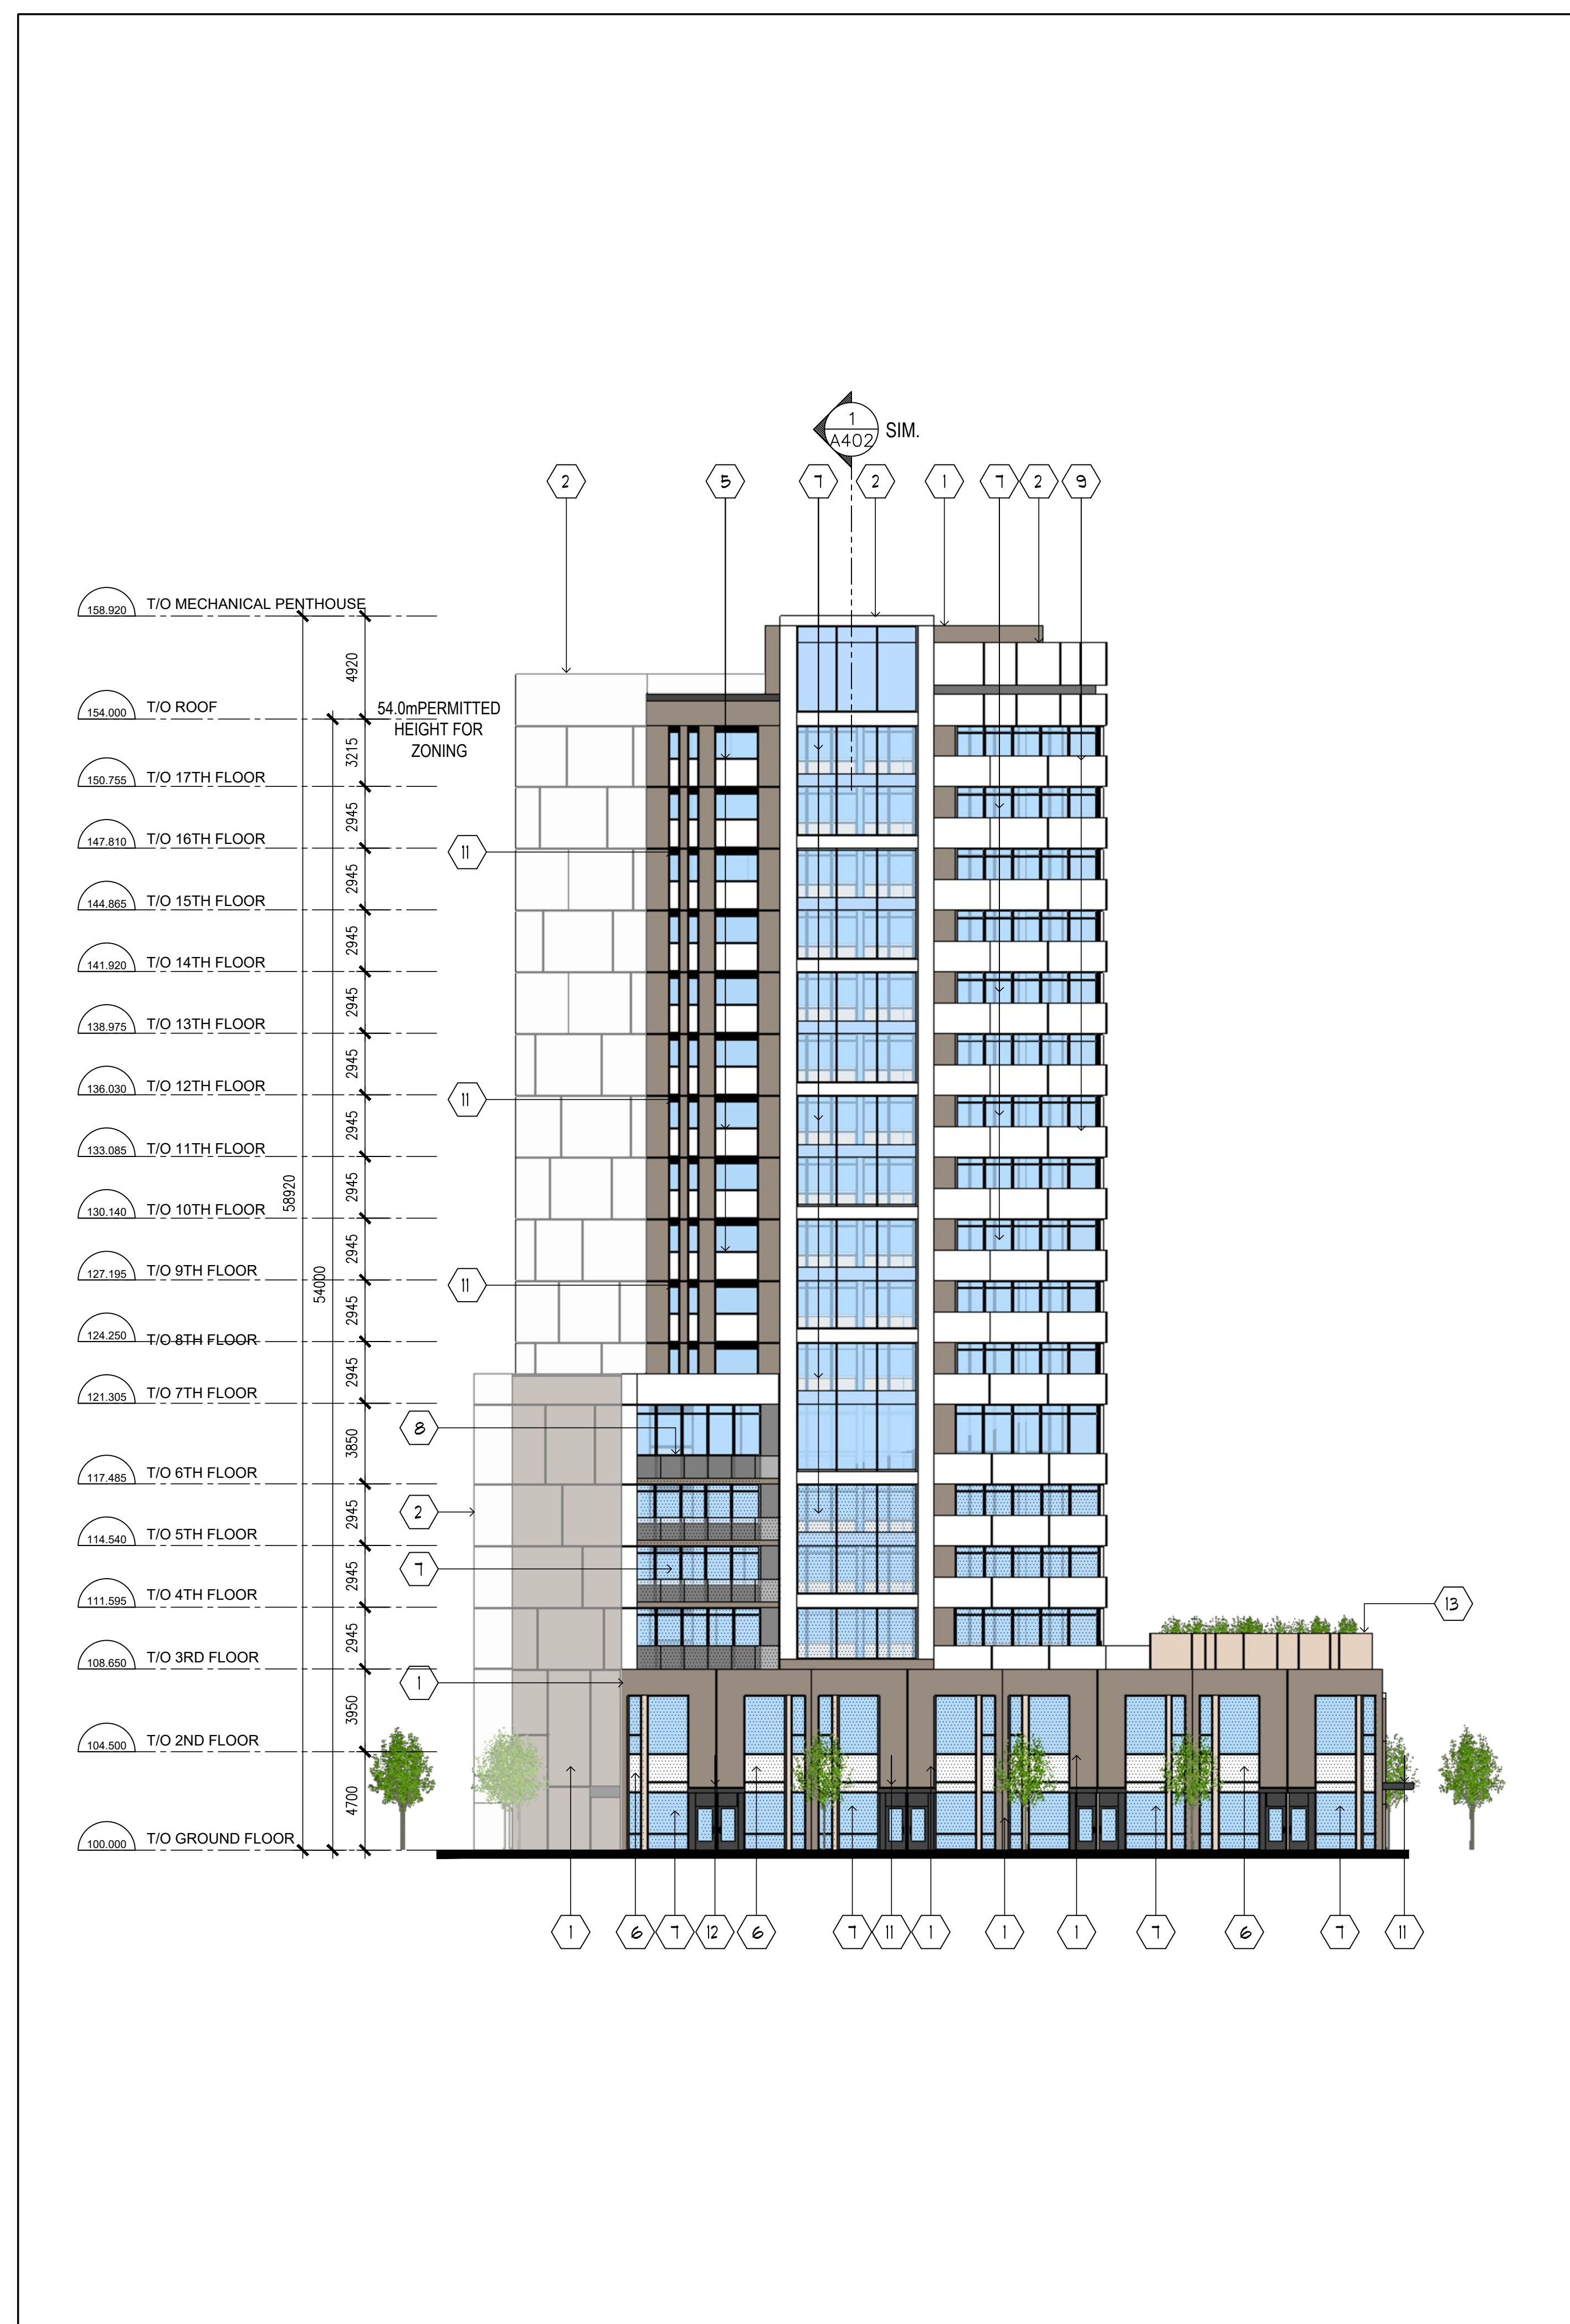 1
A402
SIM.
2
5
7
2
1
7
2
9
158.920
T/O MECHANICAL PENTHOUSE
4920
154.000
T/O ROOF
54.0mPERMITTED
HEIGHT FOR
ZONING
3215
150.755
T/O 17TH FLOOR
2945
147.810
T/O 16TH FLOOR
11
2945
144.865
T/O 15TH FLOOR
2945
141.920
T/O 14TH FLOOR
2945
138.975
T/O 13TH FLOOR
2945
136.030
T/O 12TH FLOOR
11
2945
133.085
T/O 11TH FLOOR
58920
2945
130.140
T/O 10TH FLOOR
2945
127.195
T/O 9TH FLOOR
54000
11
2945
124.250
T/O 8TH FLOOR
2945
121.305
T/O 7TH FLOOR
8
3850
117.485
T/O 6TH FLOOR
2
2945
114.540
T/O 5TH FLOOR
7
2945
111.595
T/O 4TH FLOOR
13
2945
108.650
T/O 3RD FLOOR
1
3950
104.500
T/O 2ND FLOOR
4700
100.000
T/O GROUND FLOOR
1
6
7
12
6
7
11
1
1
1
7
6
7
11